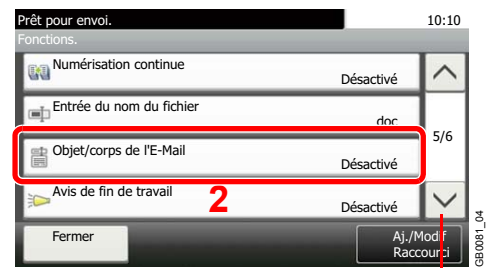 Prêt pour envoi. 10:10
Fonctions.
Numérisation continue
Désactivé
Entrée du nom du fichier
doc
5/6
Objet/corps de l'E-Mail
Désactivé
Avis de fin de travail
2
Désactivé
Fermer
Aj./Modif
Raccourci
GB0081_04